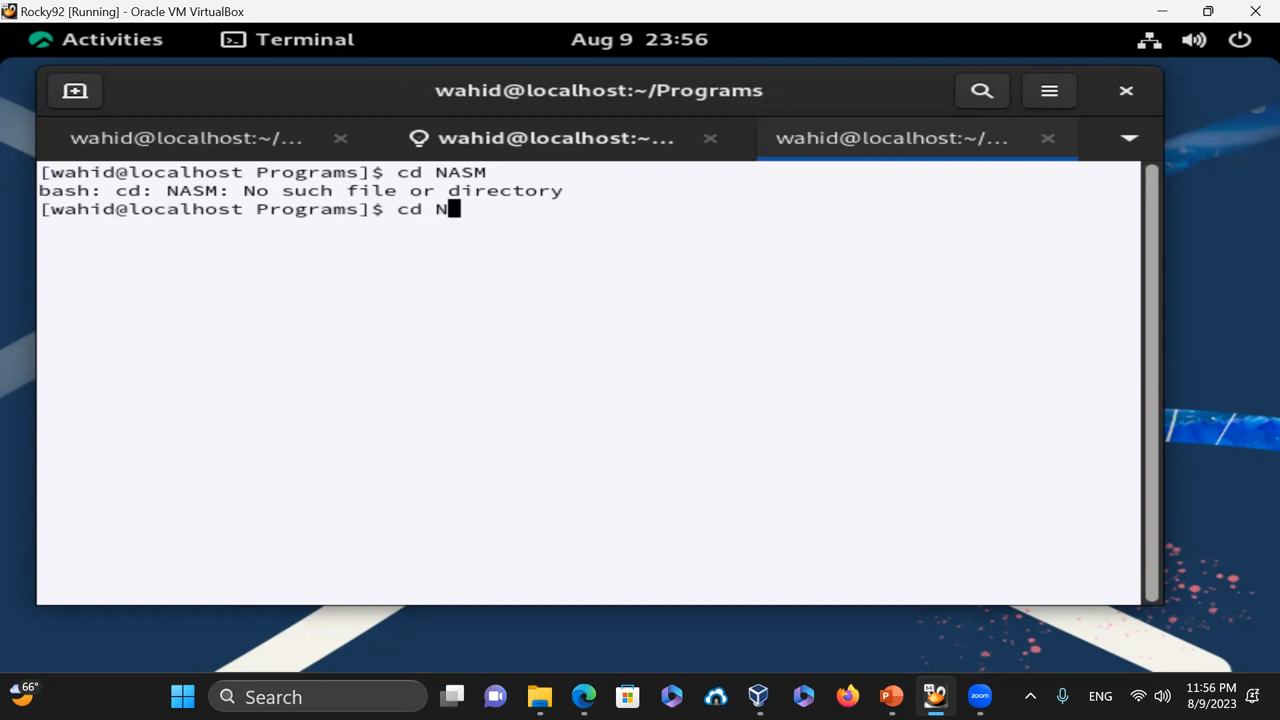 Rocky92 [Running] - Oracle VM VirtualBox
Activities Terminal Aug 9 23:56
wahid@localhost:~/Programs
wahid@localhost:~/... wahid@localhost:~... wahid@localhost:~/...
[wahid@localhost Programs]$ cd NASM
bash: cd: NASM: No such file or directory
[wahid@localhost Programs]$ cd N
66° Search zoom ENG 11:56 PM
8/9/2023